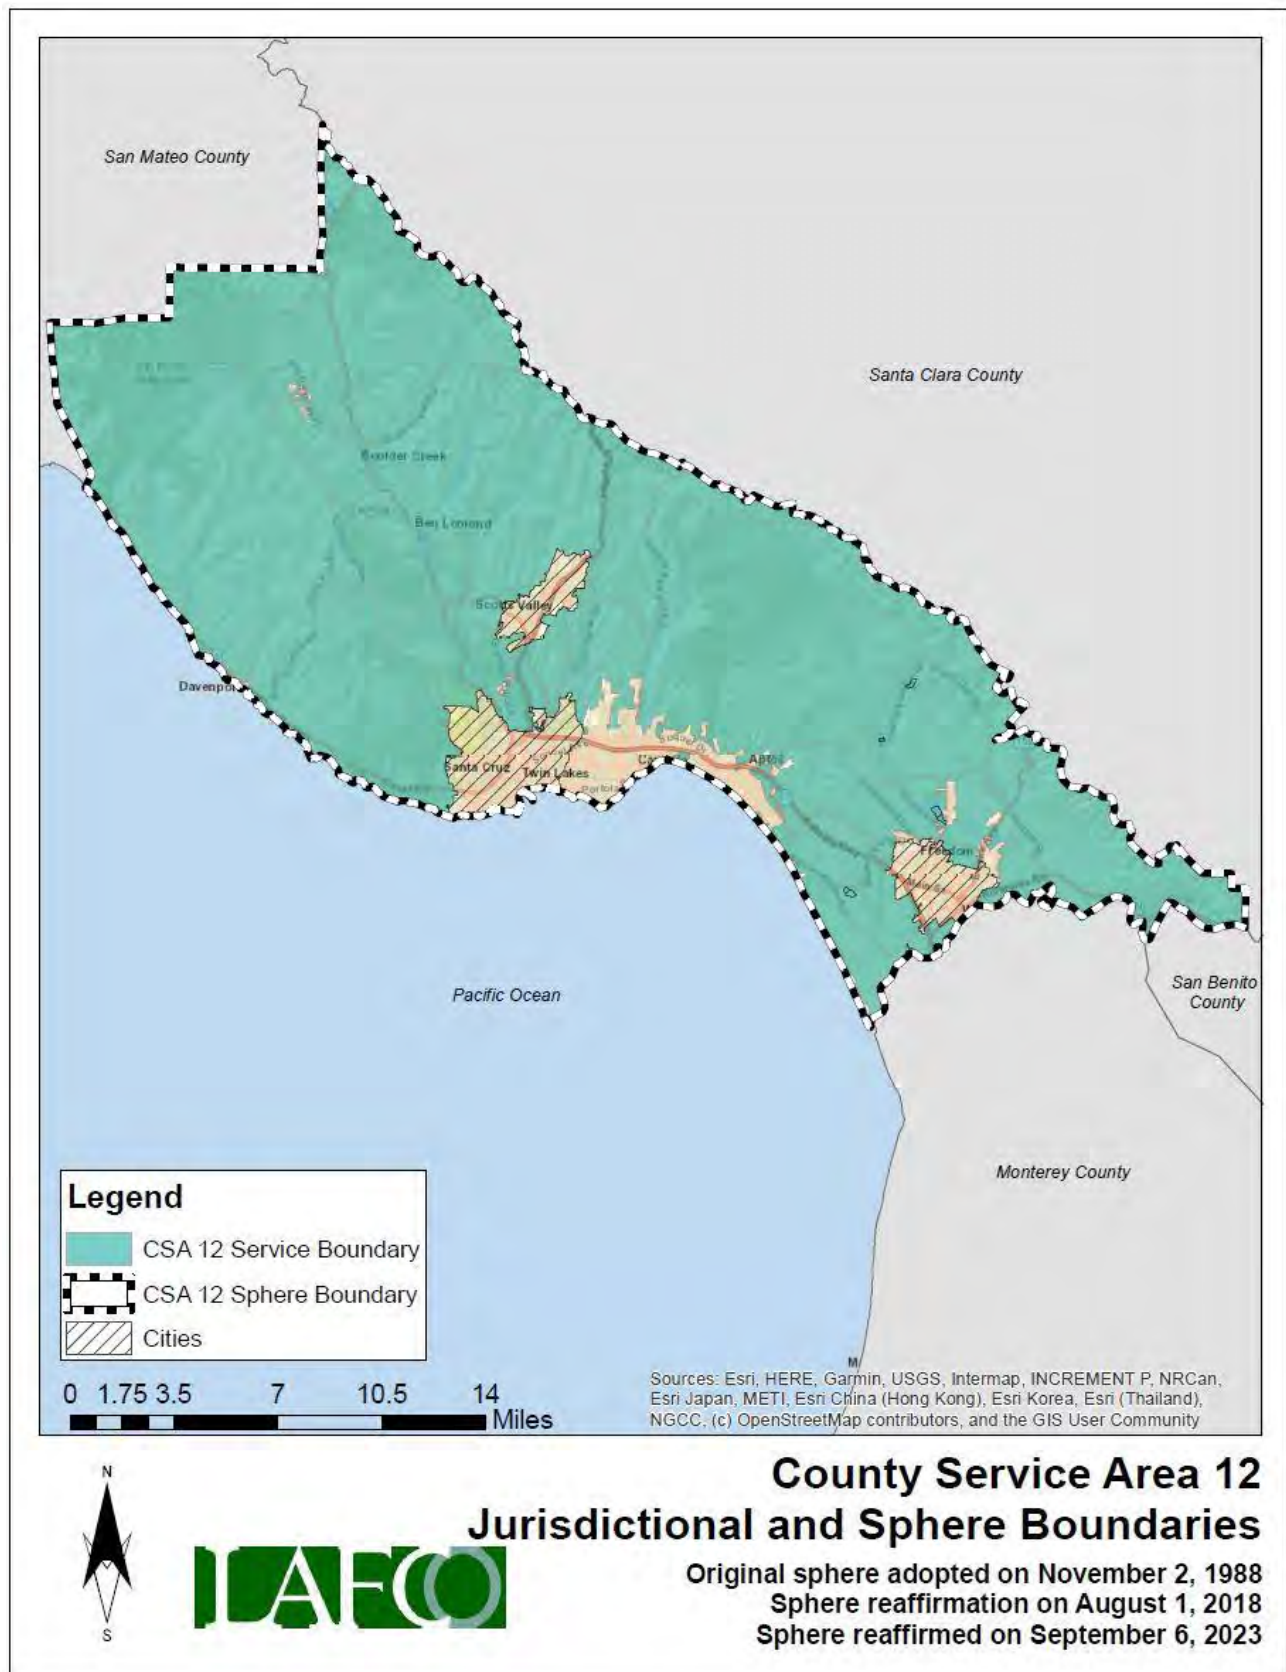 San Mateo County
Santa Clara County
Boulder Creek
Ben Lomond
Scotts Valley
Davenpor
Santa Cruz
Twin Lakes
Soquel Dr
Portola
Apto
Freedom
Pacific Ocean
San Benito
County
Monterey County
Legend
CSA 12 Service Boundary
CSA 12 Sphere Boundary
Cities
0 1.75 3.5 7 10.5 14
Miles
M
Sources: Esri, HERE, Garmin, USGS, Intermap, INCREMENT P, NRCan,
Esri Japan, METI, Esri China (Hong Kong), Esri Korea, Esri (Thailand),
NGCC, (c) OpenStreetMap contributors, and the GIS User Community
N
S
LAFCO
County Service Area 12
Jurisdictional and Sphere Boundaries
Original sphere adopted on November 2, 1988
Sphere reaffirmation on August 1, 2018
Sphere reaffirmed on September 6, 2023